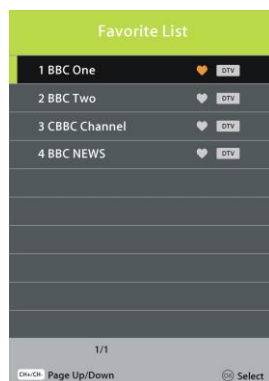 Favorite List
1 BBC One DTV
2 BBC Two DTV
3 CBBC Channel DTV
4 BBC NEWS DTV
1/1
CH+/CH- Page Up/Down OK Select